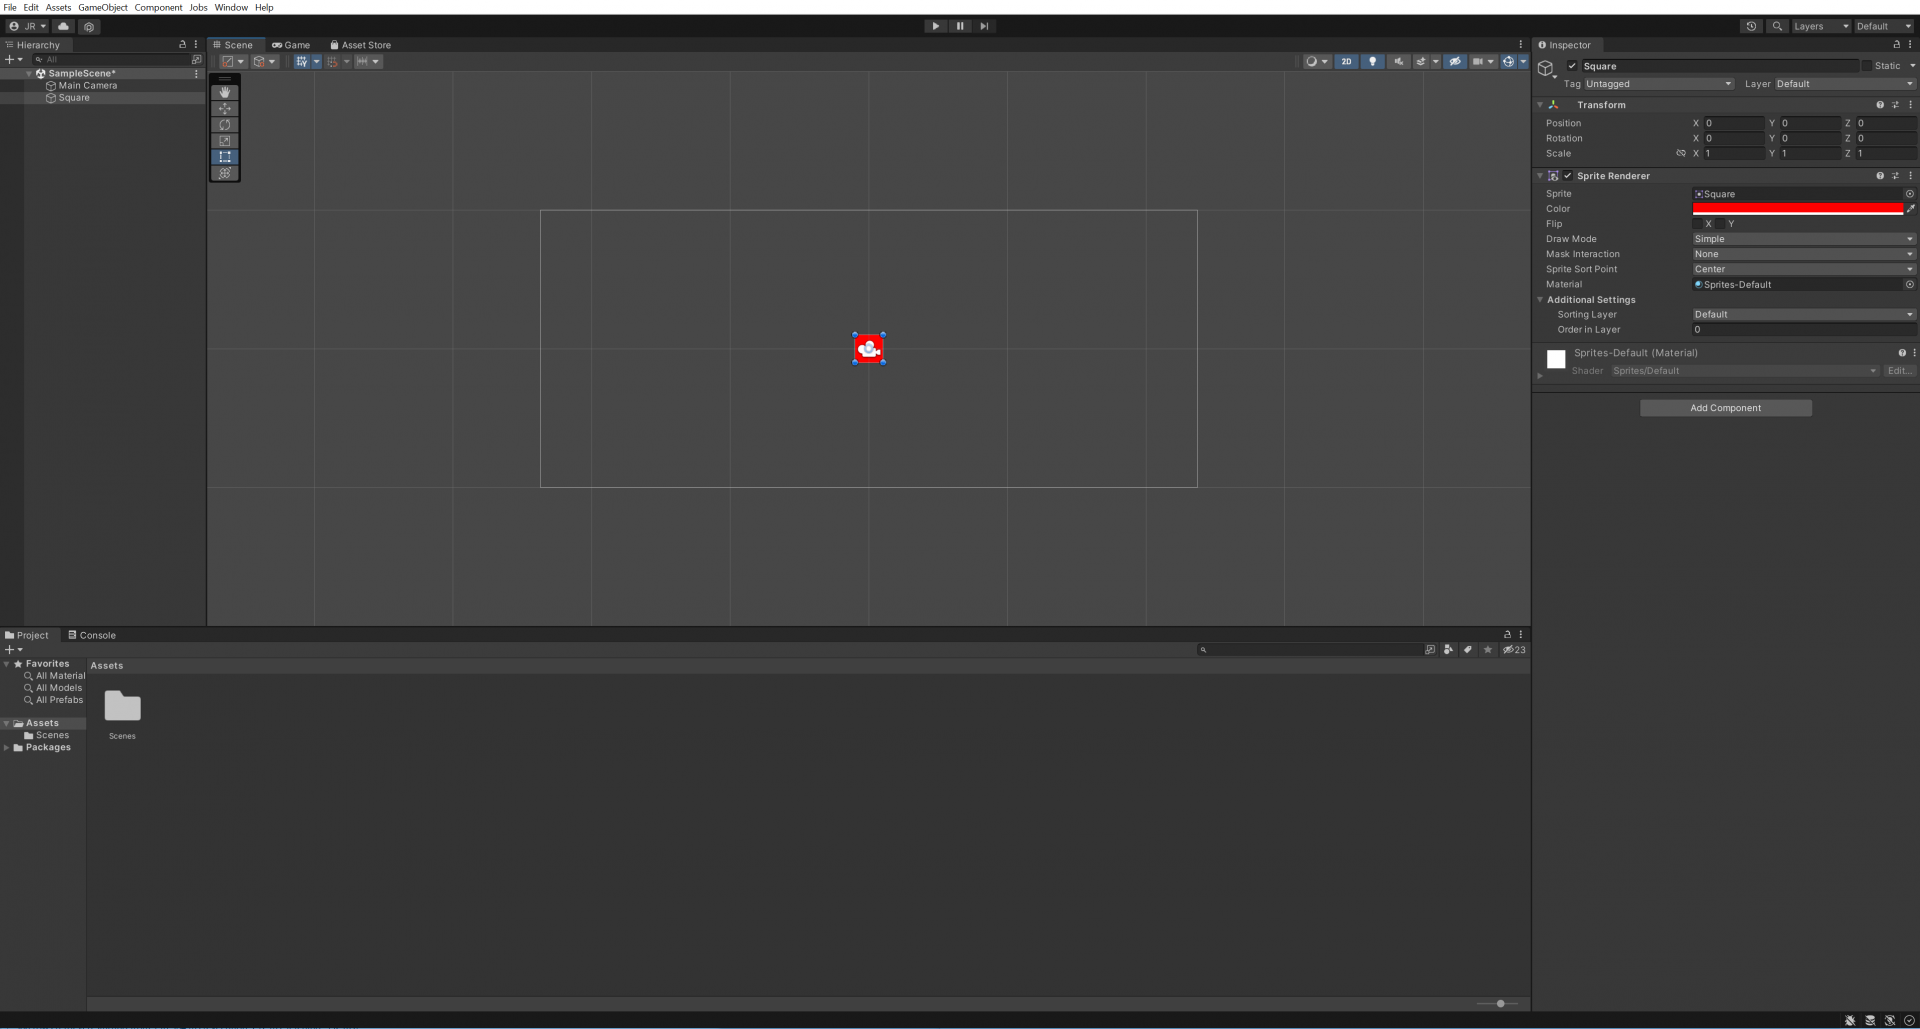 File Edit Assets GameObject Component Jobs Window Help
JR Layers Default
Hierarchy
All
SampleScene*
Main Camera
Square
Scene Game Asset Store
2D
Inspector
Square Static
Tag Untagged Layer Default
Transform
Position X 0 Y 0 Z 0
Rotation X 0 Y 0 Z 0
Scale X 1 Y 1 Z 1
Sprite Renderer
Sprite Square
Color
Flip X Y
Draw Mode Simple
Mask Interaction None
Sprite Sort Point Center
Material Sprites-Default
Additional Settings
Sorting Layer Default
Order in Layer 0
Sprites-Default (Material)
Shader Sprites/Default Edit...
Add Component
Project Console
23
Favorites
All Material
All Models
All Prefabs
Assets
Scenes
Packages
Assets
Scenes